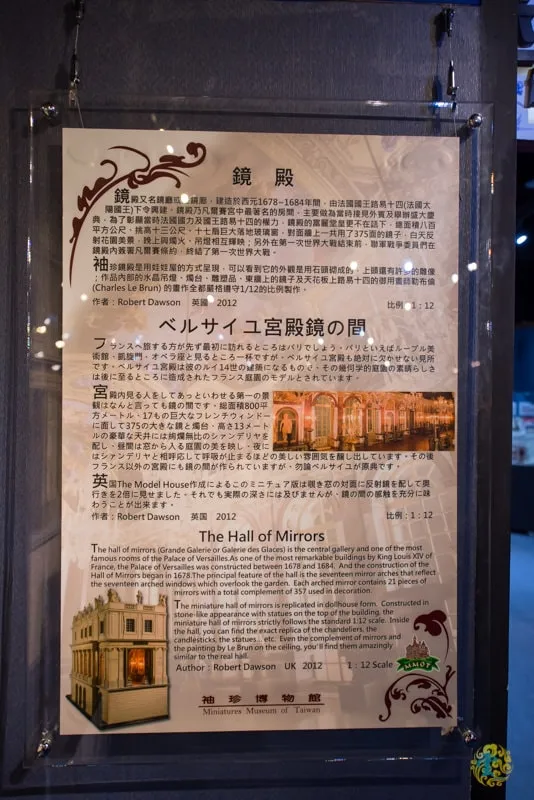 鏡 殿
鏡殿又名鏡廳或鏡廊，建造於西元1678~1684年間，由法國國王路易十四(法國太
陽國王)下令興建，鏡殿乃凡爾賽宮中最著名的房間，主要做為當時接見外賓及舉辦盛大慶
典，為了彰顯當時法國國力及國王路易十四的權力，鏡殿的富麗堂皇更不在話下，總面積八百
平方公尺，挑高十三公尺，十七扇巨大落地玻璃窗，對面牆上一共用了375面的鏡子，白天反
射花園美景，晚上與燭火、吊燈相互輝映；另外在第一次世界大戰結束前，聯軍戰爭委員們在
鏡殿內簽署凡爾賽條約，終結了第一次世界大戰。
袖珍鏡殿是用娃娃屋的方式呈現，可以看到它的外觀是用石頭砌成的，上頭還有許多的雕像
；作品內部的水晶吊燈、燭台、雕塑品、東牆上的鏡子及天花板上路易十四的御用畫師勒布倫
(Charles Le Brun) 的畫作全都嚴格遵守1/12的比例製作。
作者：Robert Dawson 英國 2012 比例：1：12
ベルサイユ宮殿鏡の間
フランスへ旅する方が先ず最初に訪れるところはパリでしょう。パリといえばルーブル美
術館、凱旋門、オペラ座と見るところ一杯ですが、ベルサイユ宮殿も絶対に欠かせない見所
です。ベルサイユ宮殿は彼のルイ14世の建築になるもので、その幾何学的庭園の素晴らしさ
は後に至るところに造成されたフランス庭園のモデルとされています。
宮殿内見る人をしてあっといわせる第一の景
観はなんと言っても鏡の間です。総面積800平
方メートル、17もの巨大なフレンチウィンドー
に面して375の大きな鏡と燭台、高さ13メート
ルの豪華な天井には絢爛無比のシャンデリヤを
配し、昼間は窓から入る庭園の美を映し、夜に
はシャンデリヤと相呼応して呼吸が止まるほどの美しい雰囲気を醸し出しています。その後
フランス以外の宮殿にも鏡の間が作られていますが、勿論ベルサイユが原典です。
英国The Model House作成によるこのミニチュア版は覗き窓の対面に反射鏡を配して奥
行きを2倍に見せました。それでも実際の深さには及びませんが、鏡の間の感触を充分に味
わうことが出来ます。
作者：Robert Dawson 英国 2012 比例：1：12
The Hall of Mirrors
The hall of mirrors (Grande Galerie or Galerie des Glaces) is the central gallery and one of the most
famous rooms of the Palace of Versailles.As one of the most remarkable buildings by King Louis XIV of
France, the Palace of Versailles was constructed between 1678 and 1684. And the construction of the
Hall of Mirrors began in 1678.The principal feature of the hall is the seventeen mirror arches that reflect
the seventeen arched windows which overlook the garden. Each arched mirror contains 21 pieces of
mirrors with a total complement of 357 used in decoration.
The miniature hall of mirrors is replicated in dollhouse form. Constructed in
stone-like appearance with statues on the top of the building, the
miniature hall of mirrors strictly follows the standard 1:12 scale. Inside
the hall, you can find the exact replica of the chandeliers, the
candlesticks, the statues... etc. Even the complement of mirrors and
the painting by Le Brun on the ceiling, you'll find them amazingly
similar to the real hall.
Author : Robert Dawson UK 2012 1 : 12 Scale
MMOT
袖珍博物館
Miniatures Museum of Taiwan